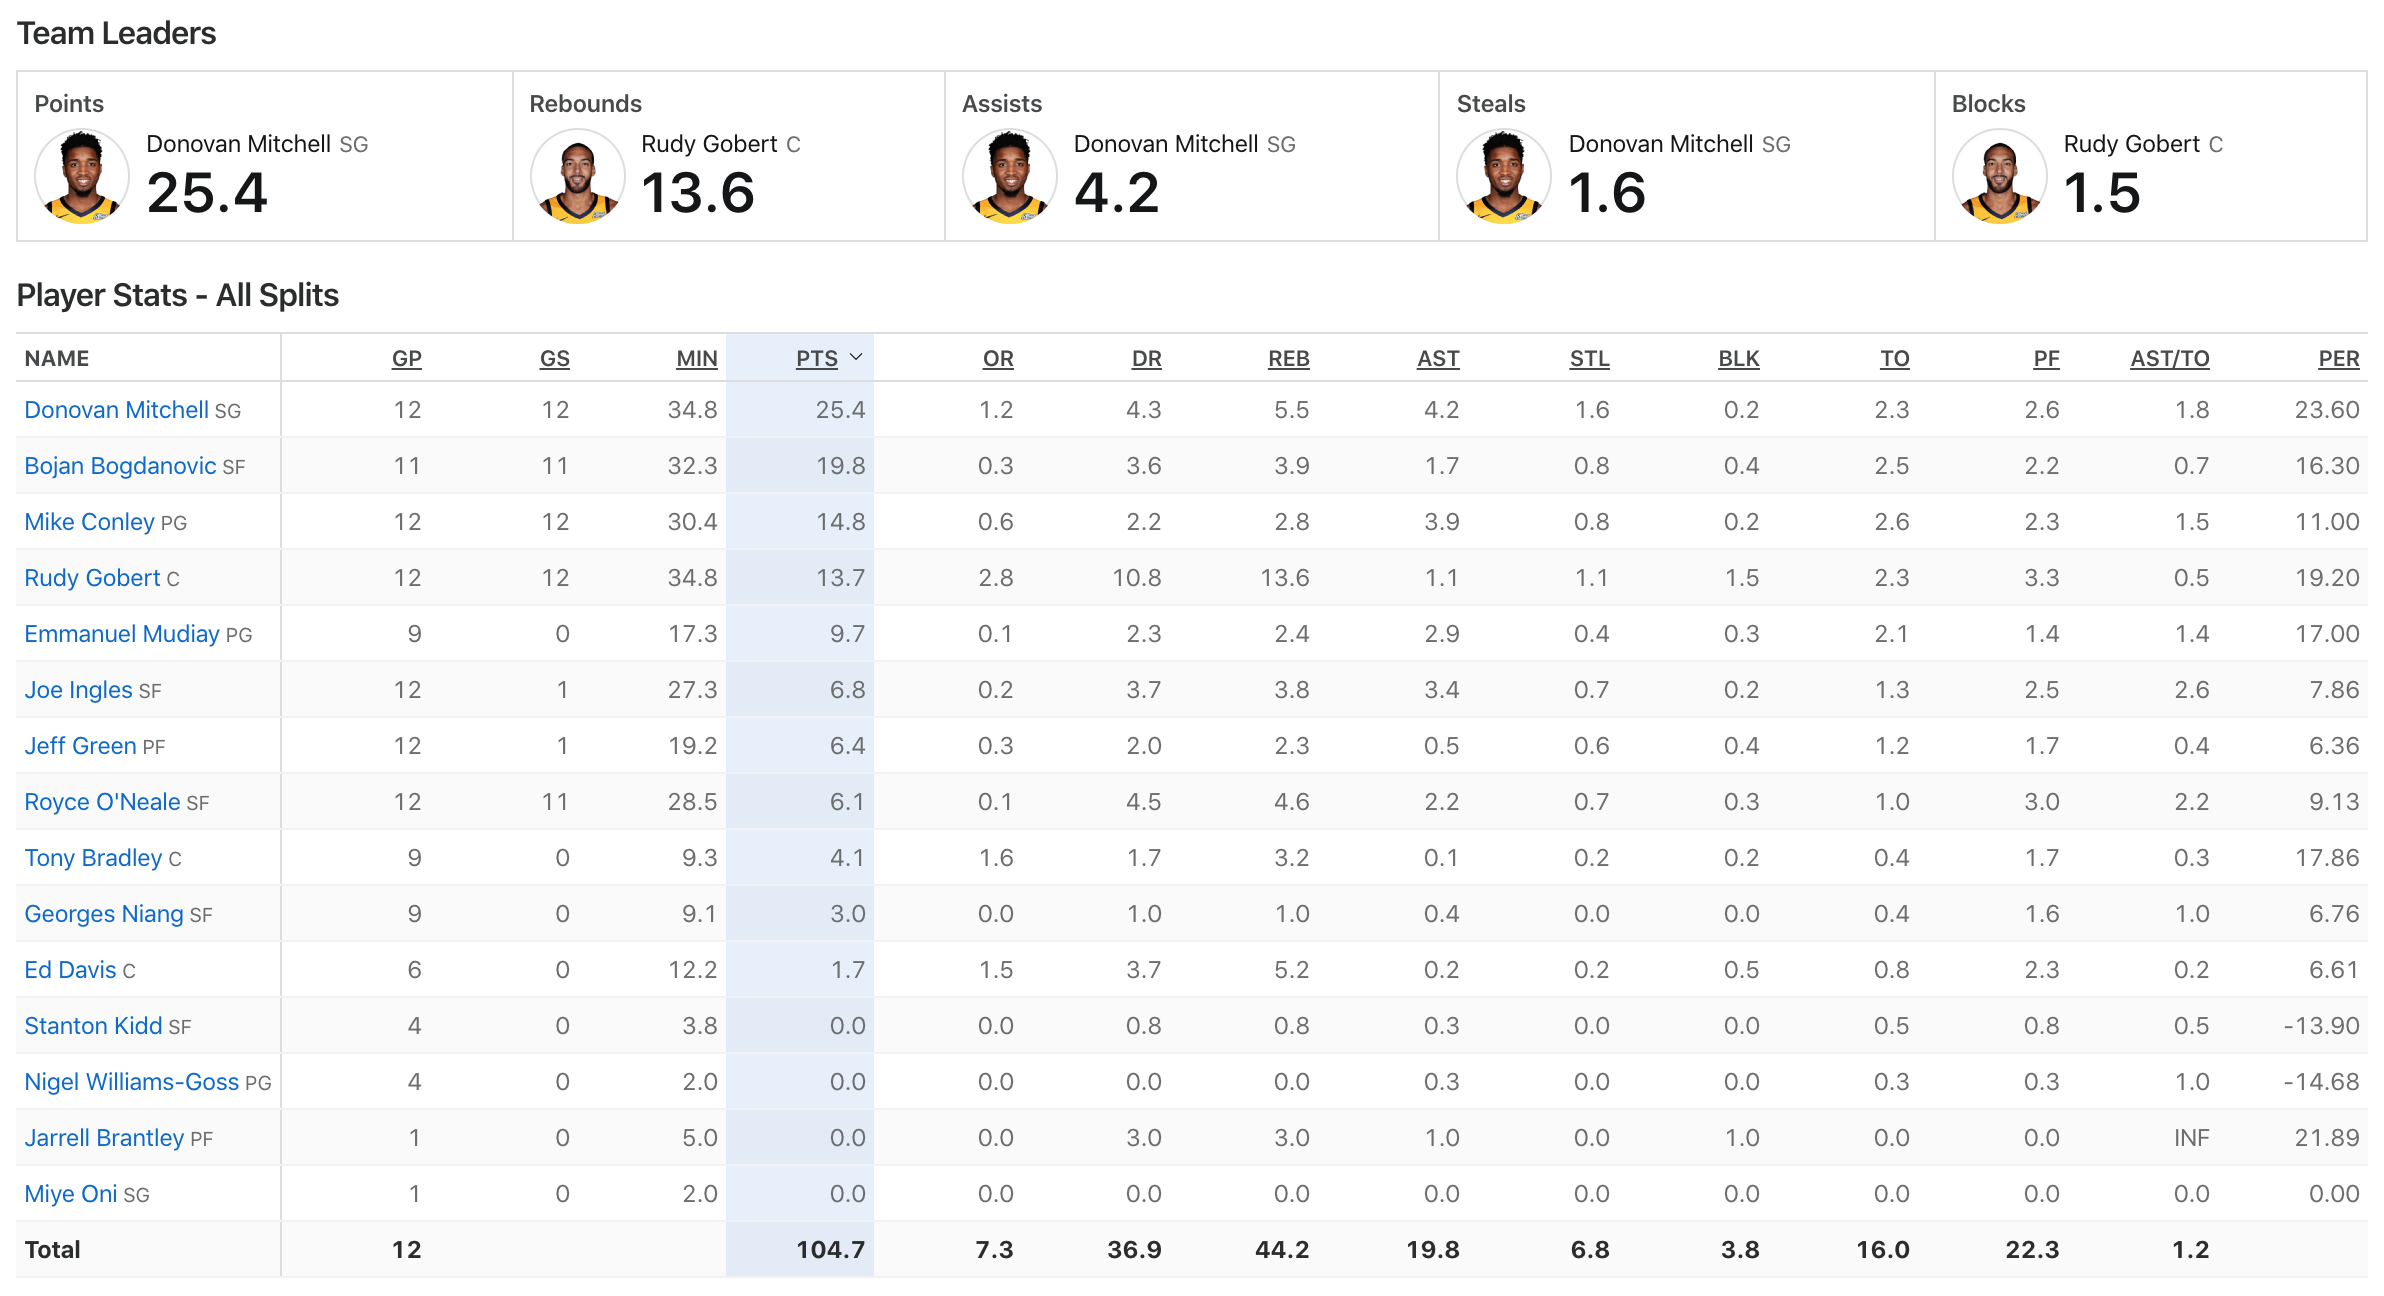 Team Leaders
Points Rebounds Assists Steals Blocks
Donovan Mitchell SG Rudy Gobert C Donovan Mitchell SG Donovan Mitchell SG Rudy Gobert C
25.4 13.6 4.2 1.6 1.5
Player Stats - All Splits
NAME GP GS MIN PTS OR DR REB AST STL BLK TO PF AST/TO PER
Donovan Mitchell SG 12 12 34.8 25.4 1.2 4.3 5.5 4.2 1.6 0.2 2.3 2.6 1.8 23.60
Bojan Bogdanovic SF 11 11 32.3 19.8 0.3 3.6 3.9 1.7 0.8 0.4 2.5 2.2 0.7 16.30
Mike Conley PG 12 12 30.4 14.8 0.6 2.2 2.8 3.9 0.8 0.2 2.6 2.3 1.5 11.00
Rudy Gobert C 12 12 34.8 13.7 2.8 10.8 13.6 1.1 1.1 1.5 2.3 3.3 0.5 19.20
Emmanuel Mudiay PG 9 0 17.3 9.7 0.1 2.3 2.4 2.9 0.4 0.3 2.1 1.4 1.4 17.00
Joe Ingles SF 12 1 27.3 6.8 0.2 3.7 3.8 3.4 0.7 0.2 1.3 2.5 2.6 7.86
Jeff Green PF 12 1 19.2 6.4 0.3 2.0 2.3 0.5 0.6 0.4 1.2 1.7 0.4 6.36
Royce O'Neale SF 12 11 28.5 6.1 0.1 4.5 4.6 2.2 0.7 0.3 1.0 3.0 2.2 9.13
Tony Bradley C 9 0 9.3 4.1 1.6 1.7 3.2 0.1 0.2 0.2 0.4 1.7 0.3 17.86
Georges Niang SF 9 0 9.1 3.0 0.0 1.0 1.0 0.4 0.0 0.0 0.4 1.6 1.0 6.76
Ed Davis C 6 0 12.2 1.7 1.5 3.7 5.2 0.2 0.2 0.5 0.8 2.3 0.2 6.61
Stanton Kidd SF 4 0 3.8 0.0 0.0 0.8 0.8 0.3 0.0 0.0 0.5 0.8 0.5 -13.90
Nigel Williams-Goss PG 4 0 2.0 0.0 0.0 0.0 0.0 0.3 0.0 0.0 0.3 0.3 1.0 -14.68
Jarrell Brantley PF 1 0 5.0 0.0 0.0 3.0 3.0 1.0 0.0 1.0 0.0 0.0 INF 21.89
Miye Oni SG 1 0 2.0 0.0 0.0 0.0 0.0 0.0 0.0 0.0 0.0 0.0 0.0 0.00
Total 12 104.7 7.3 36.9 44.2 19.8 6.8 3.8 16.0 22.3 1.2